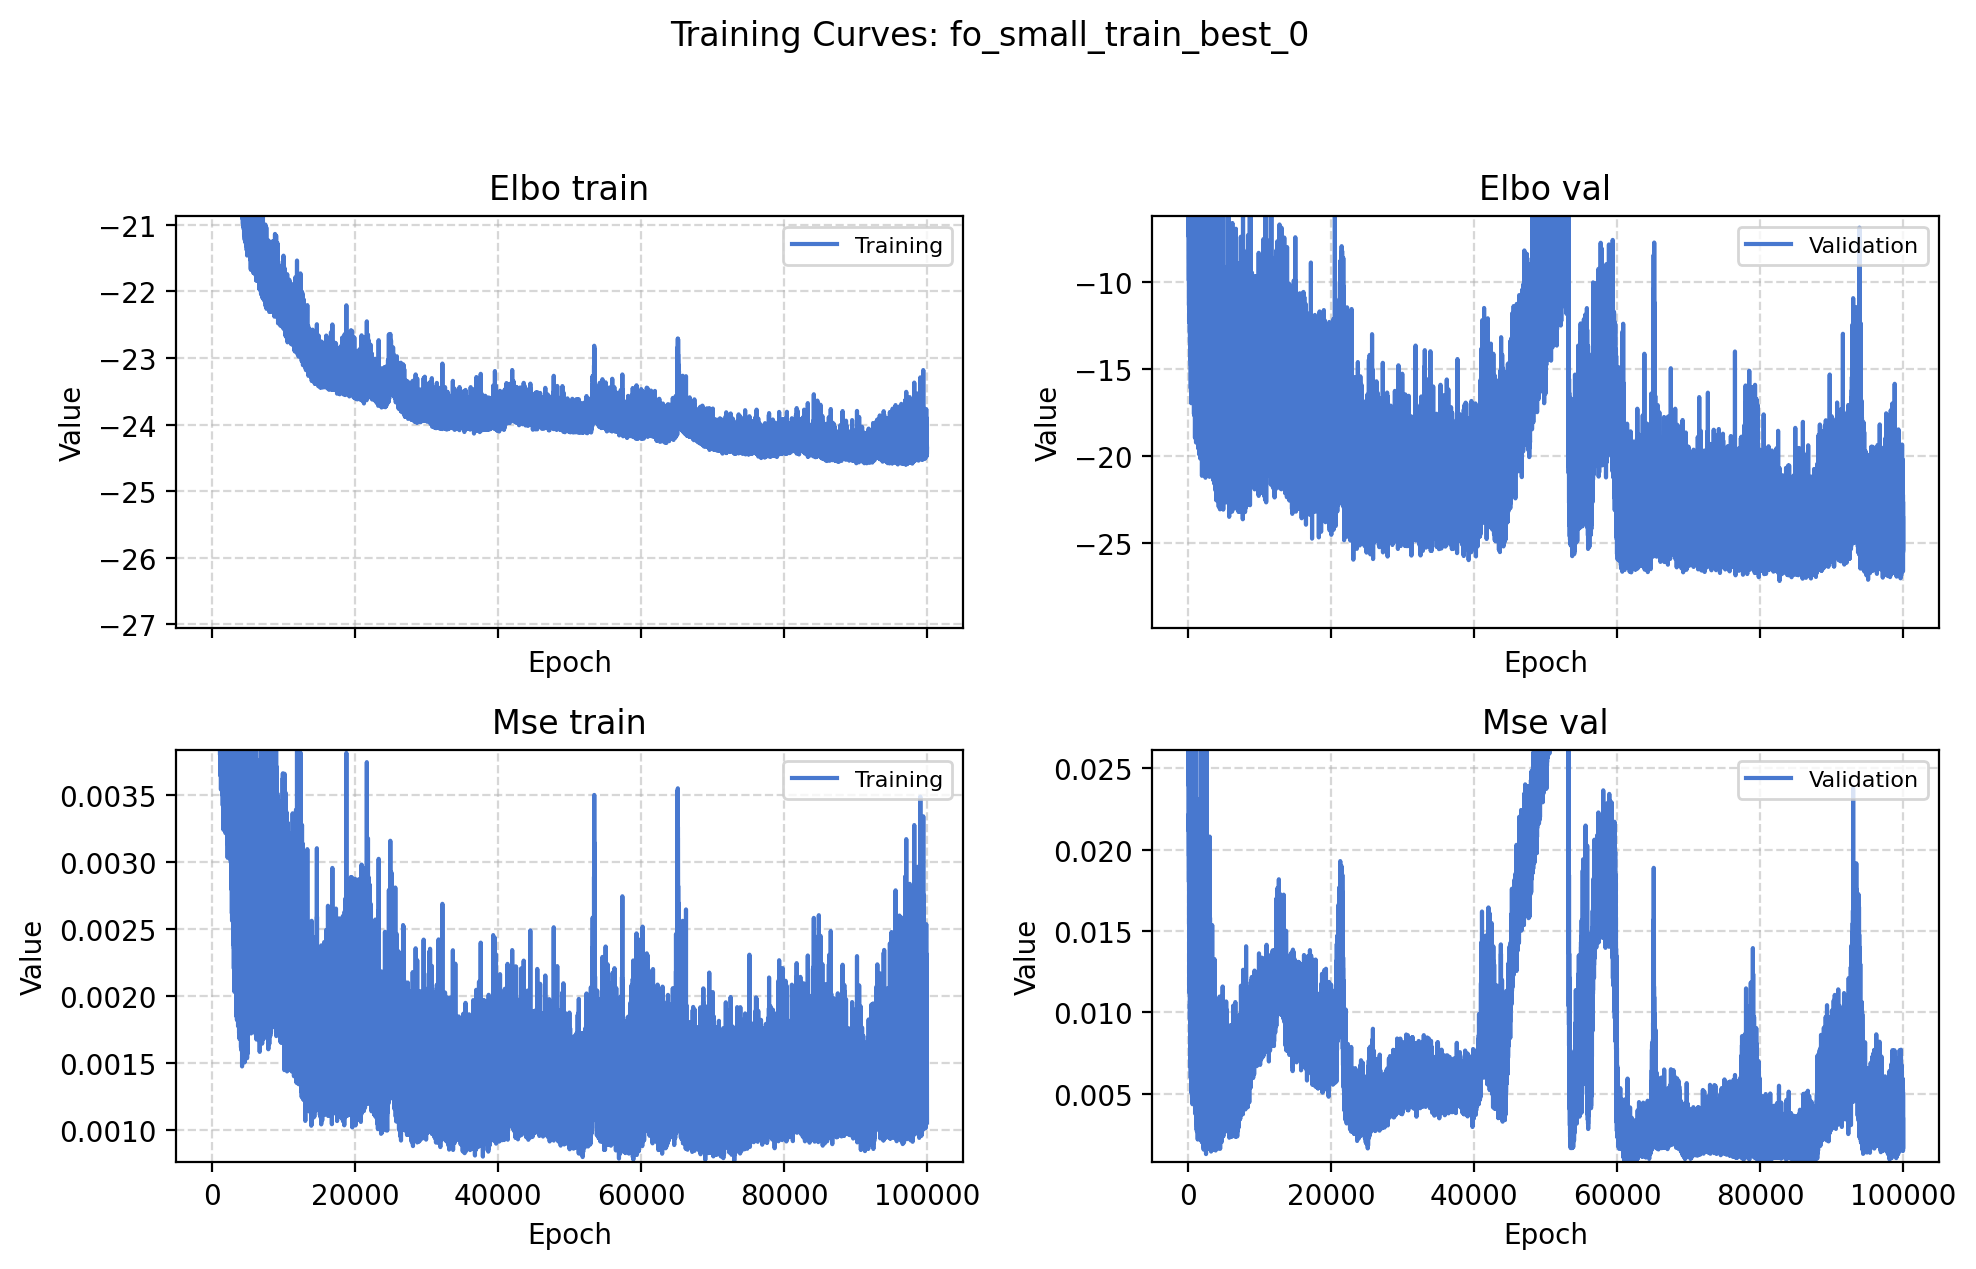 Training Curves: fo_small_train_best_0
Elbo train
Value
−21
−22
−23
−24
−25
−26
−27
Training
Epoch
Elbo val
Value
−10
−15
−20
−25
Validation
Epoch
Mse train
Value
0.0035
0.0030
0.0025
0.0020
0.0015
0.0010
Training
0 20000 40000 60000 80000 100000
Epoch
Mse val
Value
0.025
0.020
0.015
0.010
0.005
Validation
0 20000 40000 60000 80000 100000
Epoch